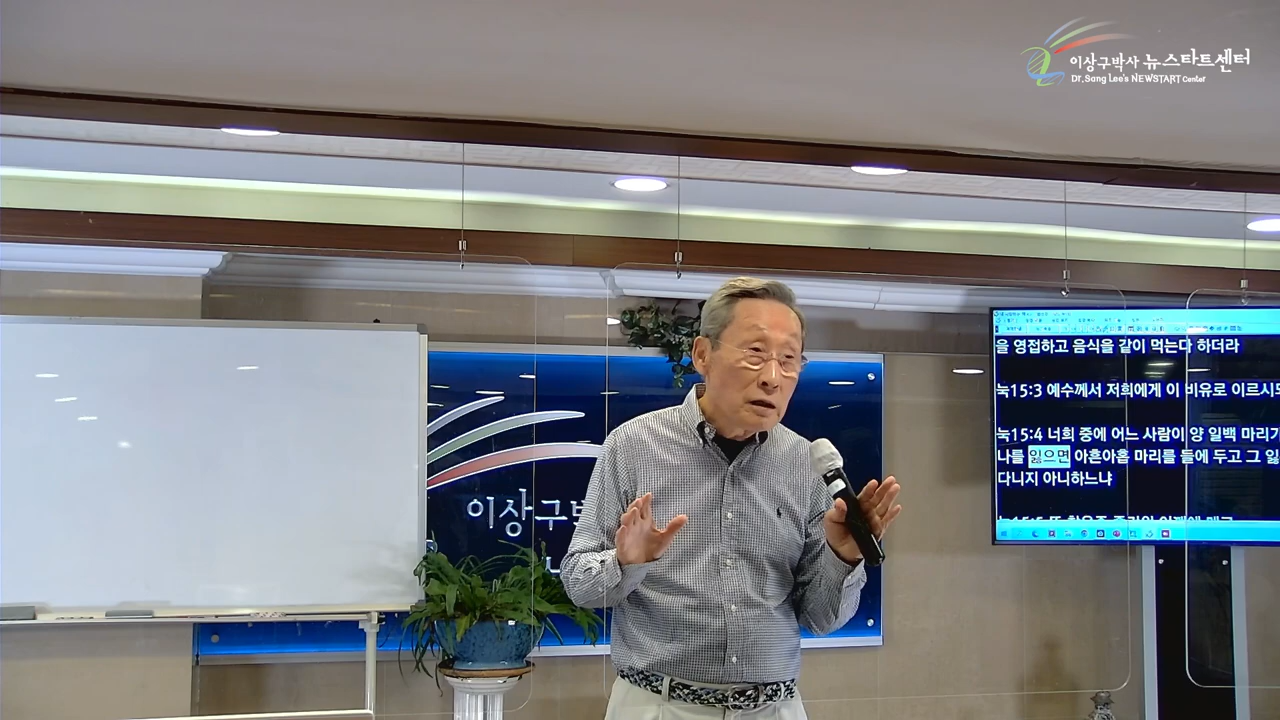 이상구박사 뉴스타트센터
Dr. Sang Lee's NEWSTART Center
을 영접하고 음식을 같이 먹는다 하더라
눅15:3 예수께서 저희에게 이 비유로 이르시되
눅15:4 너희 중에 어느 사람이 양 일백 마리가
나를 잃으면 아흔아홉 마리를 들에 두고 그 잃
다니지 아니하느냐
이상구박